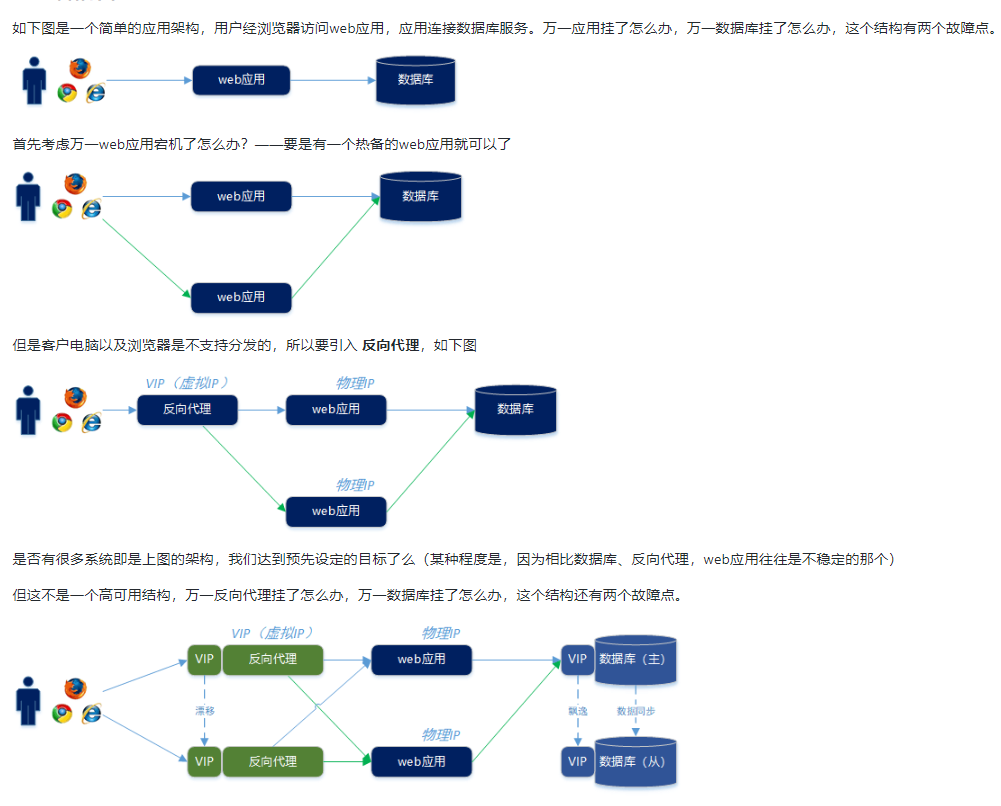 如下图是一个简单的应用架构，用户经浏览器访问web应用，应用连接数据库服务。万一应用挂了怎么办，万一数据库挂了怎么办，这个结构有两个故障点。
web应用
数据库
首先考虑万一web应用宕机了怎么办？——要是有一个热备的web应用就可以了
web应用
数据库
web应用
但是客户电脑以及浏览器是不支持分发的，所以要引入 反向代理，如下图
VIP（虚拟IP）
物理IP
反向代理
web应用
数据库
物理IP
web应用
是否有很多系统即是上图的架构，我们达到预先设定的目标了么（某种程度是，因为相比数据库、反向代理，web应用往往是不稳定的那个）
但这不是一个高可用结构，万一反向代理挂了怎么办，万一数据库挂了怎么办，这个结构还有两个故障点。
VIP（虚拟IP）
物理IP
VIP
反向代理
web应用
VIP
数据库（主）
漂移
飘逸
数据同步
物理IP
VIP
反向代理
web应用
VIP
数据库（从）